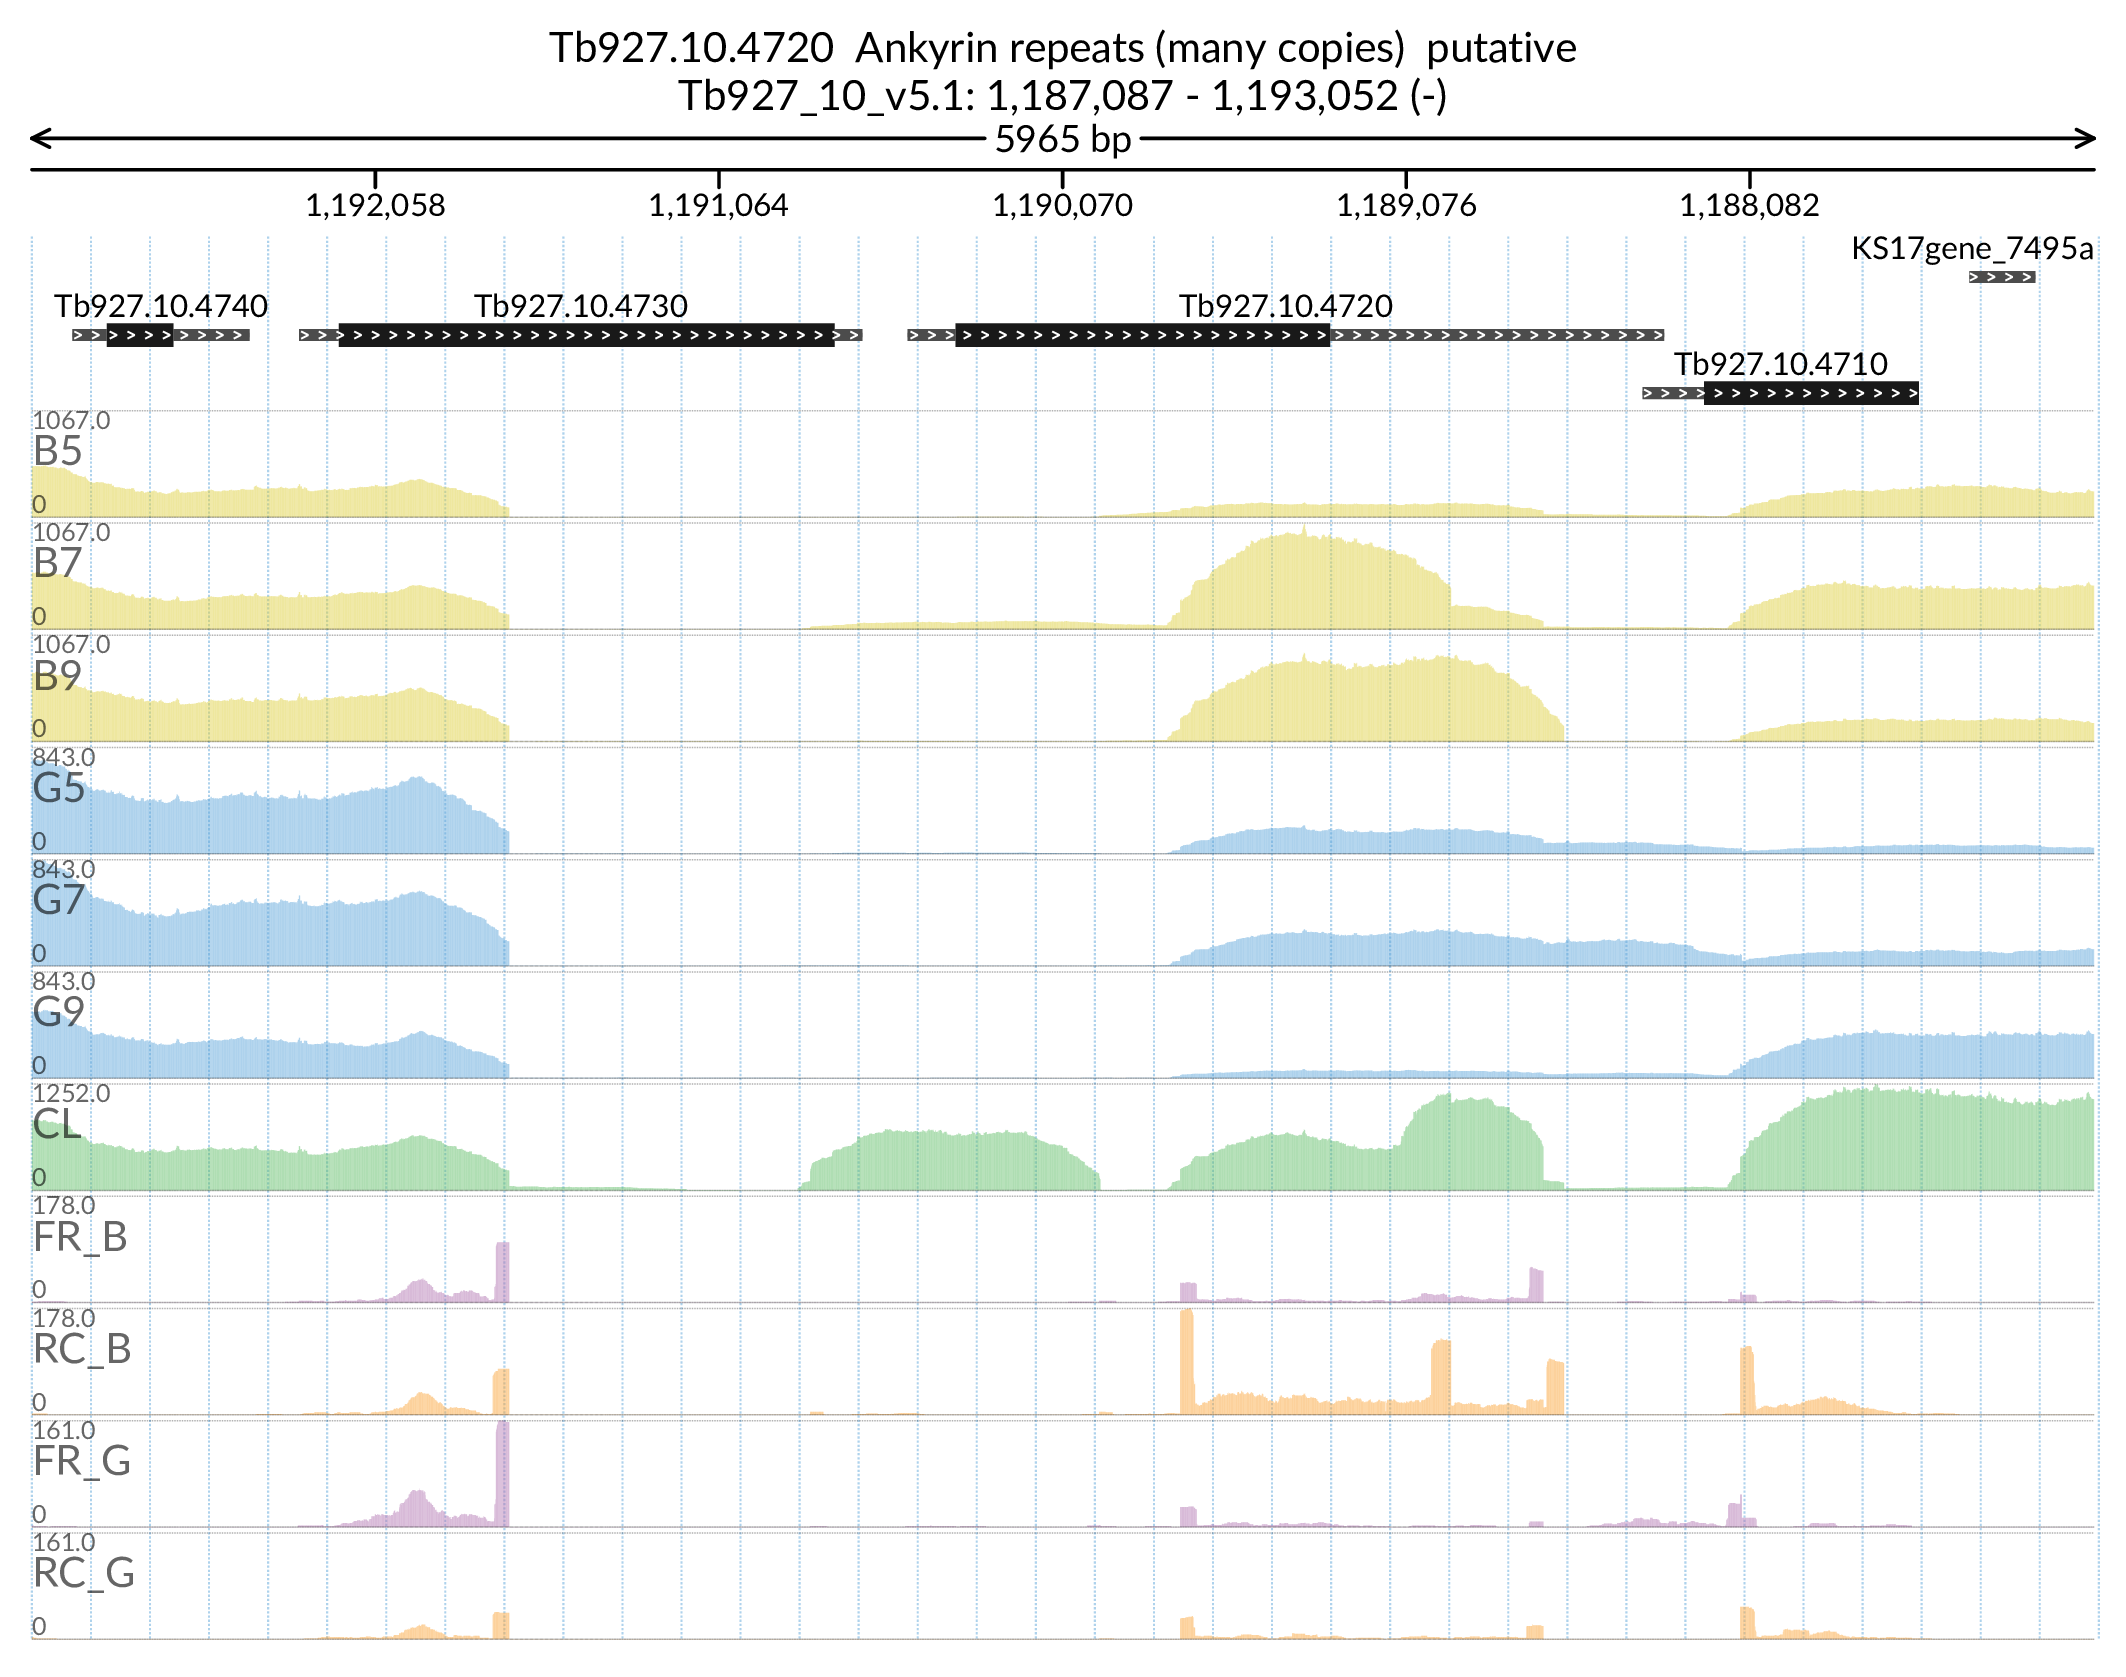 Tb927.10.4720  Ankyrin repeats (many copies)  putative
Tb927_10_v5.1: 1,187,087 - 1,193,052 (-)
5965 bp
1,192,058 1,191,064 1,190,070 1,189,076 1,188,082
KS17gene_7495a
Tb927.10.4740 Tb927.10.4730 Tb927.10.4720
Tb927.10.4710
1067.0
B5
0
1067.0
B7
0
1067.0
B9
0
843.0
G5
0
843.0
G7
0
843.0
G9
0
1252.0
CL
0
178.0
FR_B
0
178.0
RC_B
0
161.0
FR_G
0
161.0
RC_G
0